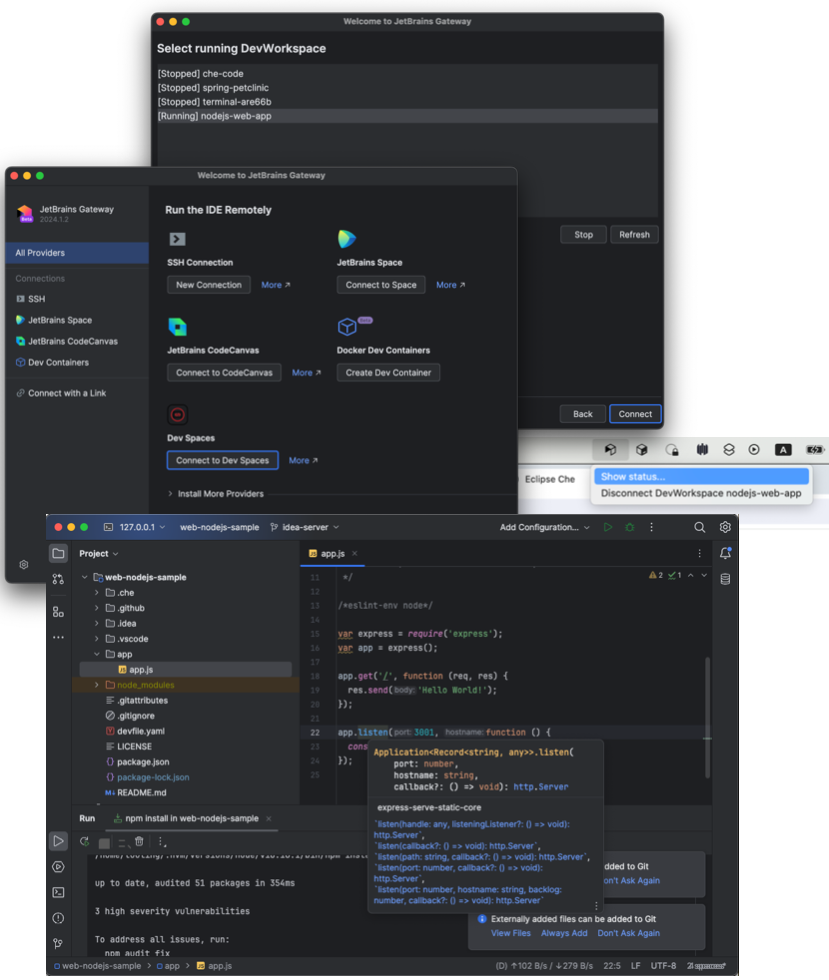 Welcome to JetBrains Gateway
Select running DevWorkspace
[Stopped] che-code
[Stopped] spring-petclinic
[Stopped] terminal-are66b
[Running] nodejs-web-app
Stop
Refresh
Back
Connect
Welcome to JetBrains Gateway
JetBrains Gateway
Beta
2024.1.2
All Providers
Connections
SSH
JetBrains Space
JetBrains CodeCanvas
Dev Containers
Connect with a Link
Run the IDE Remotely
SSH Connection
New Connection
More ↗
JetBrains Space
Connect to Space
More ↗
JetBrains CodeCanvas
Connect to CodeCanvas
More ↗
Beta
Docker Dev Containers
Create Dev Container
Dev Spaces
Connect to Dev Spaces
More ↗
Install More Providers
A
Eclipse Che
Show status...
Disconnect DevWorkspace nodejs-web-app
127.0.0.1
web-nodejs-sample
idea-server
Add Configuration...
Project
web-nodejs-sample
.che
.github
.idea
.vscode
app
JS app.js
node_modules
.gitattributes
.gitignore
devfile.yaml
LICENSE
package.json
package-lock.json
M↓ README.md
JS app.js
2 1
11 */
12
13 /*eslint-env node*/
14
15 var express = require('express');
16 var app = express();
17
18 app.get('/', function (req, res) {
19 res.send( body: 'Hello World!');
20 });
21
22 app.listen( port: 3001, hostname: function () {
23 cons
24 });
25
Application<Record<string, any>>.listen(
port: number,
hostname: string,
callback?: () => void): http.Server
express-serve-static-core
`listen(handle: any, listeningListener?: () => void):
http.Server`,
`listen(callback?: () => void): http.Server`,
`listen(path: string, callback?: () => void): http.Server`,
`listen(port: number, callback?: () => void):
http.Server`,
`listen(port: number, hostname: string, backlog:
number, callback?: () => void): http.Server`
Run
npm install in web-nodejs-sample
up to date, audited 51 packages in 354ms
3 high severity vulnerabilities
To address all issues, run:
npm audit fix
dded to Git
on't Ask Again
Externally added files can be added to Git
View Files
Always Add
Don't Ask Again
web-nodejs-sample > app > JS app.js
(D) ↑102 B/s / ↓279 B/s
22:5
LF
UTF-8